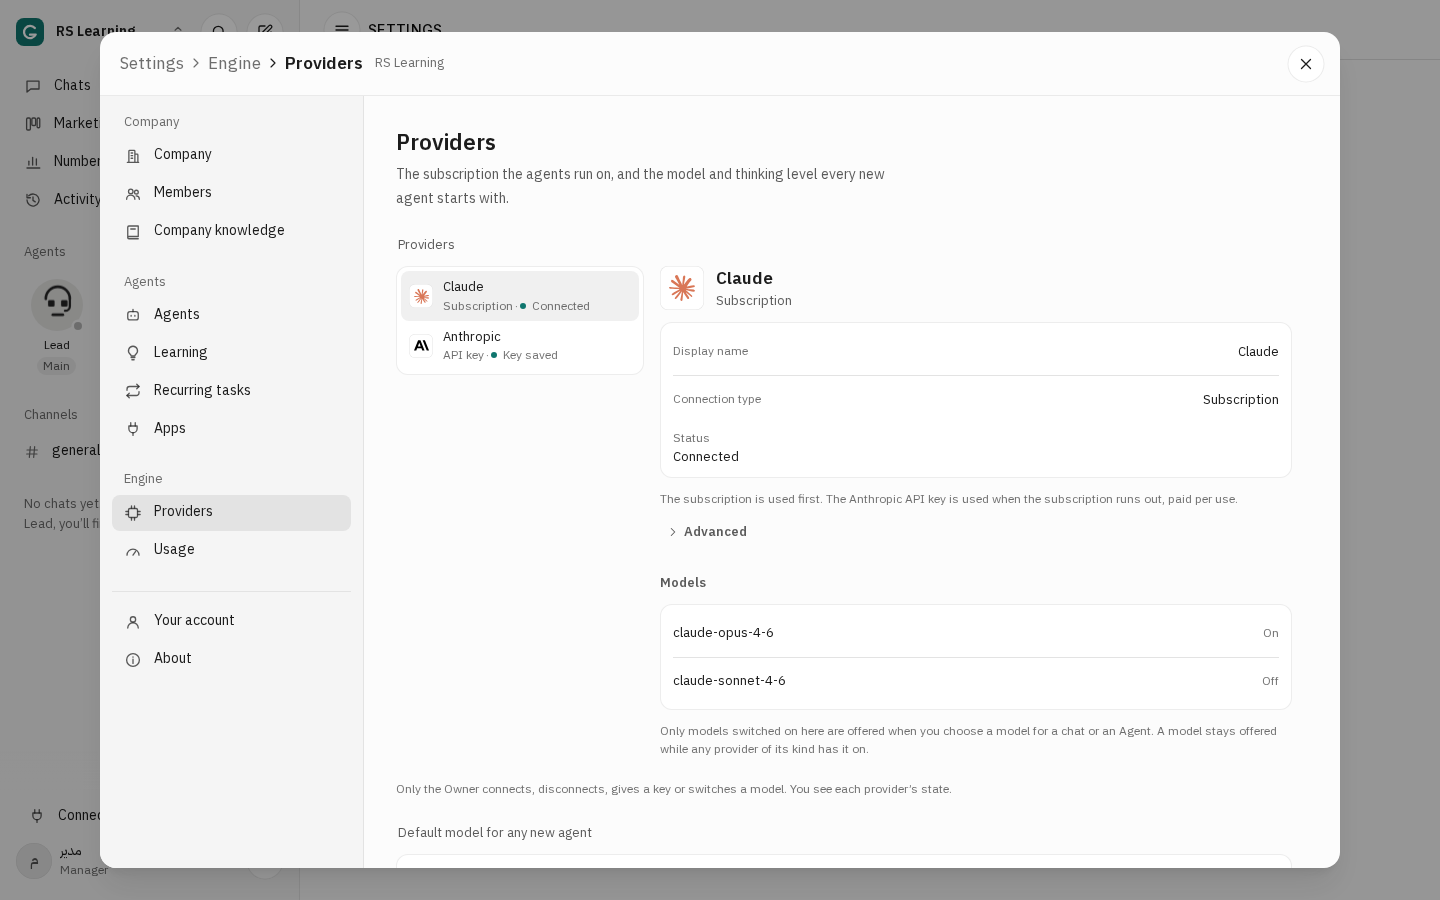 RS Learning
SETTINGS
Settings > Engine > Providers RS Learning
Chats
Numbe
Activity
Agents
Lead
Main
Channels
# general
No chats yet
Lead, you'll fi
Connec
مدير
م
Manager
Company
Company
Members
Company knowledge
Agents
Agents
Learning
Recurring tasks
Apps
Engine
Providers
Usage
Your account
About
Providers
The subscription the agents run on, and the model and thinking level every new
agent starts with.
Providers
Claude
Subscription · Connected
Anthropic
API key · Key saved
Claude
Subscription
Display name Claude
Connection type Subscription
Status
Connected
The subscription is used first. The Anthropic API key is used when the subscription runs out, paid per use.
Advanced
Models
claude-opus-4-6 On
claude-sonnet-4-6 Off
Only models switched on here are offered when you choose a model for a chat or an Agent. A model stays offered
while any provider of its kind has it on.
Only the Owner connects, disconnects, gives a key or switches a model. You see each provider's state.
Default model for any new agent